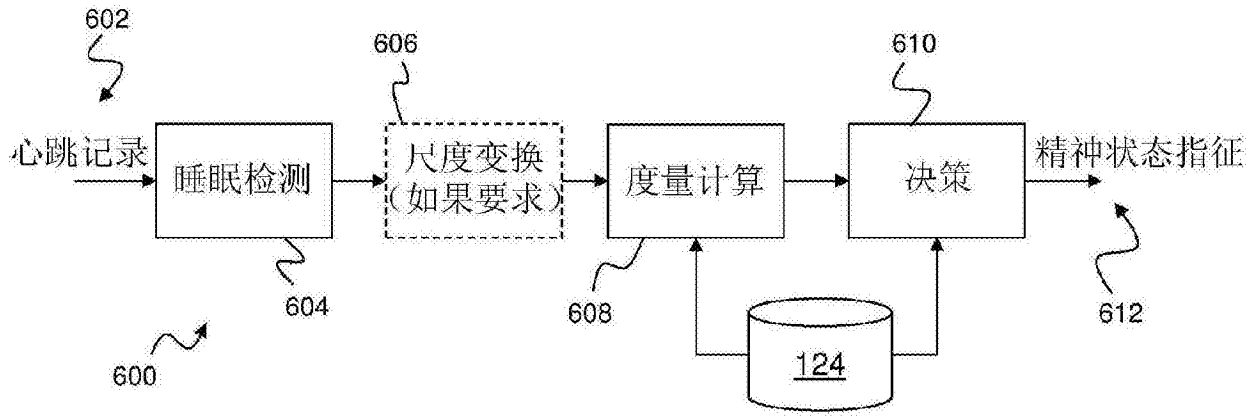 602
606
610
心跳记录
睡眠检测
尺度变换
（如果要求）
度量计算
决策
精神状态指征
604
608
612
600
124